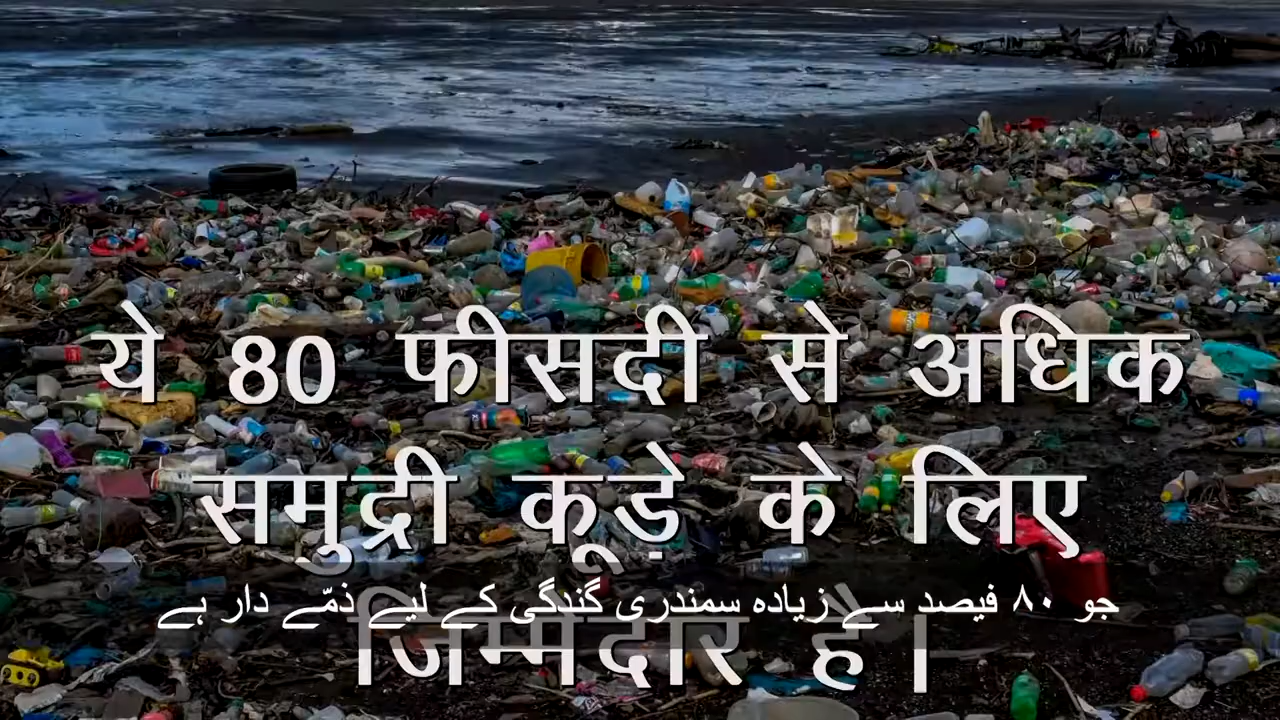 ये 80 फीसदी से अधिक
समुद्री कूड़े के लिए
جو ۸۰ فیصد سے زیادہ سمندری گندگی کے لیے ذمّے دار ہے
जिम्मेदार है |